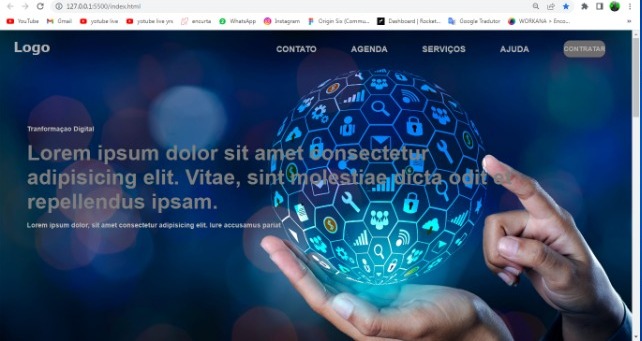 127.0.0.1:5500/index.html
YouTube Gmail yotube live yotube live yrv encurta WhatsApp Instagram Origin Six (Commu... Dashboard | Rocket... Google Tradutor WORKANA + Enco...
Logo CONTATO AGENDA SERVIÇOS AJUDA CONTRATAR
Tranformaçao Digital
Lorem ipsum dolor sit amet consectetur
adipisicing elit. Vitae, sint molestiae dicta odit et
repellendus ipsam.
Lorem ipsum dolor, sit amet consectetur adipisicing elit. Iure accusamus pariat